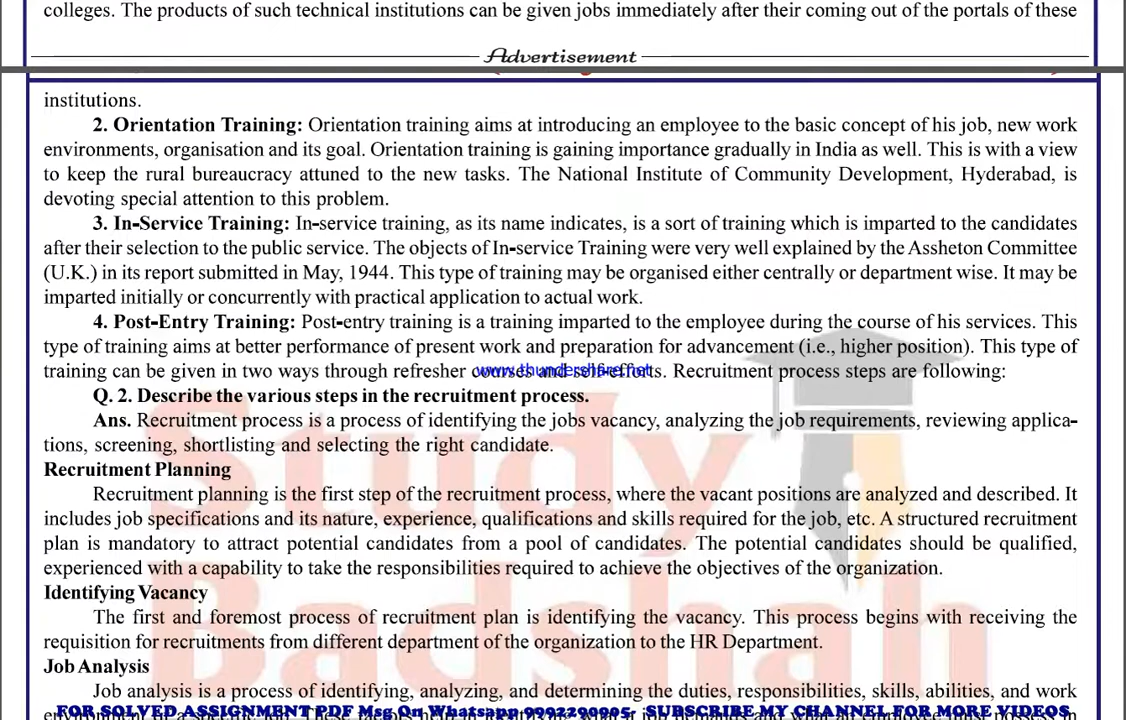 colleges. The products of such technical institutions can be given jobs immediately after their coming out of the portals of these
Advertisement
institutions.
2. Orientation Training: Orientation training aims at introducing an employee to the basic concept of his job, new work
environments, organisation and its goal. Orientation training is gaining importance gradually in India as well. This is with a view
to keep the rural bureaucracy attuned to the new tasks. The National Institute of Community Development, Hyderabad, is
devoting special attention to this problem.
3. In-Service Training: In-service training, as its name indicates, is a sort of training which is imparted to the candidates
after their selection to the public service. The objects of In-service Training were very well explained by the Assheton Committee
(U.K.) in its report submitted in May, 1944. This type of training may be organised either centrally or department wise. It may be
imparted initially or concurrently with practical application to actual work.
4. Post-Entry Training: Post-entry training is a training imparted to the employee during the course of his services. This
type of training aims at better performance of present work and preparation for advancement (i.e., higher position). This type of
training can be given in two ways through refresher courses and self-efforts. Recruitment process steps are following:
www.thundershare.net
Q. 2. Describe the various steps in the recruitment process.
Ans. Recruitment process is a process of identifying the jobs vacancy, analyzing the job requirements, reviewing applica-
tions, screening, shortlisting and selecting the right candidate.
Recruitment Planning
Recruitment planning is the first step of the recruitment process, where the vacant positions are analyzed and described. It
includes job specifications and its nature, experience, qualifications and skills required for the job, etc. A structured recruitment
plan is mandatory to attract potential candidates from a pool of candidates. The potential candidates should be qualified,
experienced with a capability to take the responsibilities required to achieve the objectives of the organization.
Identifying Vacancy
The first and foremost process of recruitment plan is identifying the vacancy. This process begins with receiving the
requisition for recruitments from different department of the organization to the HR Department.
Job Analysis
Job analysis is a process of identifying, analyzing, and determining the duties, responsibilities, skills, abilities, and work
FOR SOLVED ASSIGNMENT PDF Msg On Whatsapp 9992290905, SUBSCRIBE MY CHANNEL FOR MORE VIDEOS
Study
Badshah